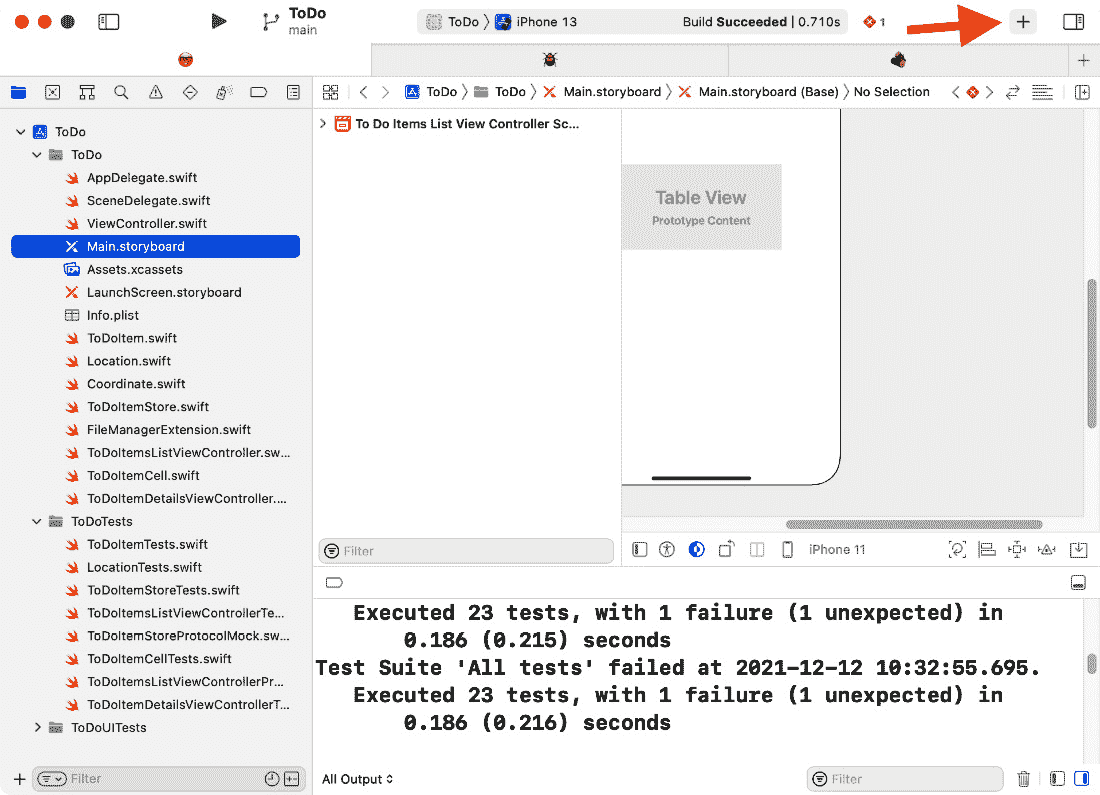 ToDo
main
ToDo
iPhone 13
Build Succeeded | 0.710s
1
ToDo
ToDo
Main.storyboard
Main.storyboard (Base)
No Selection
ToDo
ToDo
AppDelegate.swift
SceneDelegate.swift
ViewController.swift
Main.storyboard
Assets.xcassets
LaunchScreen.storyboard
Info.plist
ToDoItem.swift
Location.swift
Coordinate.swift
ToDoItemStore.swift
FileManagerExtension.swift
ToDoItemsListViewController.sw...
ToDoItemCell.swift
ToDoItemDetailsViewController....
ToDoTests
ToDoItemTests.swift
LocationTests.swift
ToDoItemStoreTests.swift
ToDoItemsListViewControllerTe...
ToDoItemStoreProtocolMock.sw...
ToDoItemCellTests.swift
ToDoItemsListViewControllerPr...
ToDoItemDetailsViewControllerT...
ToDoUITests
Filter
To Do Items List View Controller Sc...
Filter
Table View
Prototype Content
iPhone 11
Executed 23 tests, with 1 failure (1 unexpected) in
0.186 (0.215) seconds
Test Suite 'All tests' failed at 2021-12-12 10:32:55.695.
Executed 23 tests, with 1 failure (1 unexpected) in
0.186 (0.216) seconds
All Output
Filter